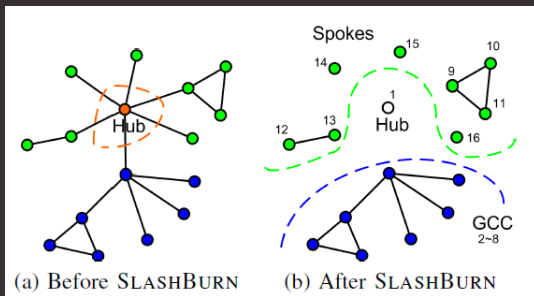 Hub
(a) Before SLASHBURN
Spokes
15
14
10
9
11
1
Hub
12
13
16
GCC
2~8
(b) After SLASHBURN